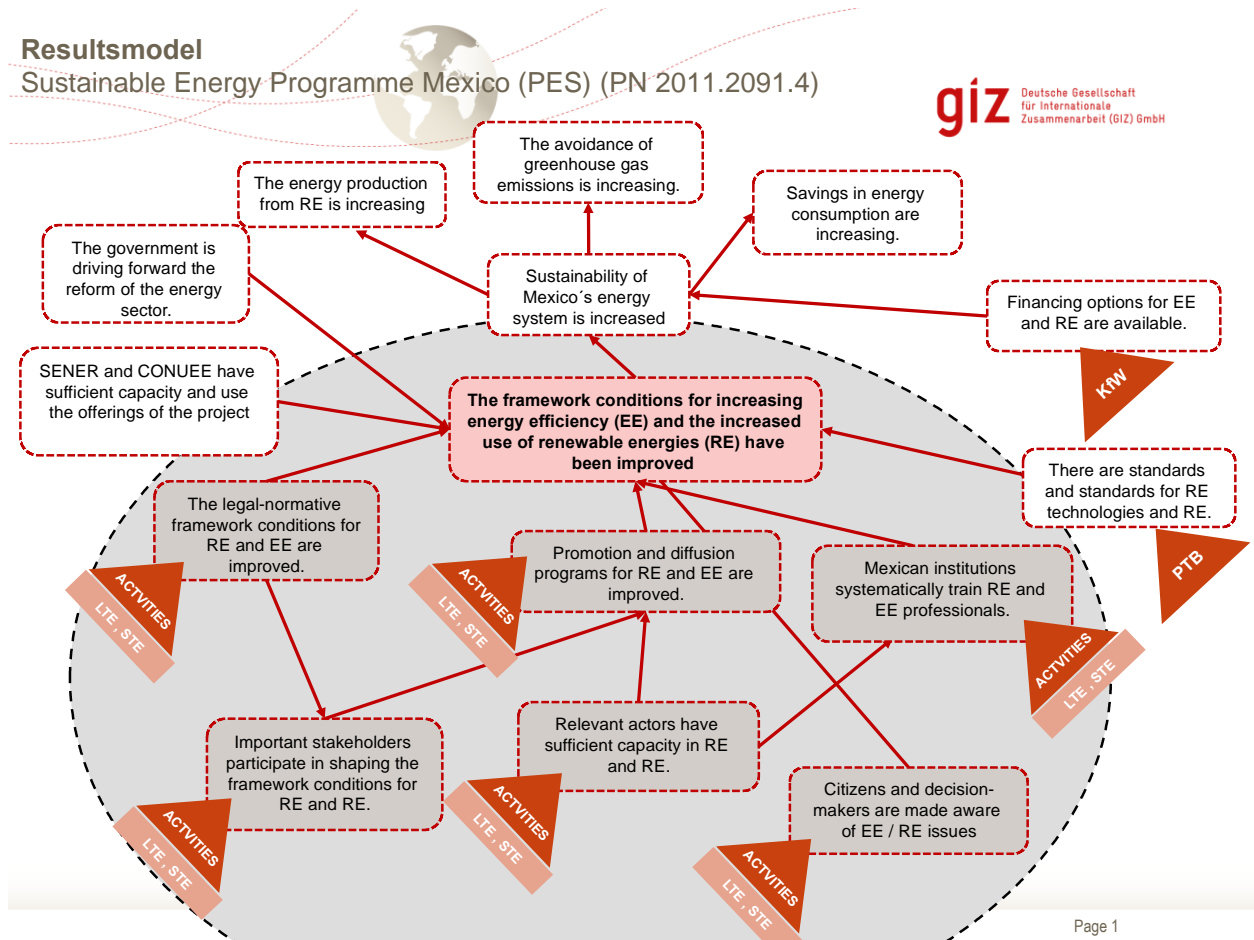 Resultsmodel
Sustainable Energy Programme Mexico (PES) (PN 2011.2091.4)
giz
Deutsche Gesellschaft
für Internationale
Zusammenarbeit (GIZ) GmbH
The avoidance of
greenhouse gas
emissions is increasing.
The energy production
from RE is increasing
Savings in energy
consumption are
increasing.
The government is
driving forward the
reform of the energy
sector.
Sustainability of
Mexico´s energy
system is increased
Financing options for EE
and RE are available.
KfW
SENER and CONUEE have
sufficient capacity and use
the offerings of the project
The framework conditions for increasing
energy efficiency (EE) and the increased
use of renewable energies (RE) have
been improved
There are standards
and standards for RE
technologies and RE.
PTB
The legal-normative
framework conditions for
RE and EE are
improved.
ACTVITIES
LTE , STE
Promotion and diffusion
programs for RE and EE are
improved.
ACTVITIES
LTE , STE
Mexican institutions
systematically train RE and
EE professionals.
ACTVITIES
LTE , STE
Important stakeholders
participate in shaping the
framework conditions for
RE and RE.
ACTVITIES
LTE , STE
Relevant actors have
sufficient capacity in RE
and RE.
ACTVITIES
LTE , STE
Citizens and decision-
makers are made aware
of EE / RE issues
ACTVITIES
LTE , STE
Page 1